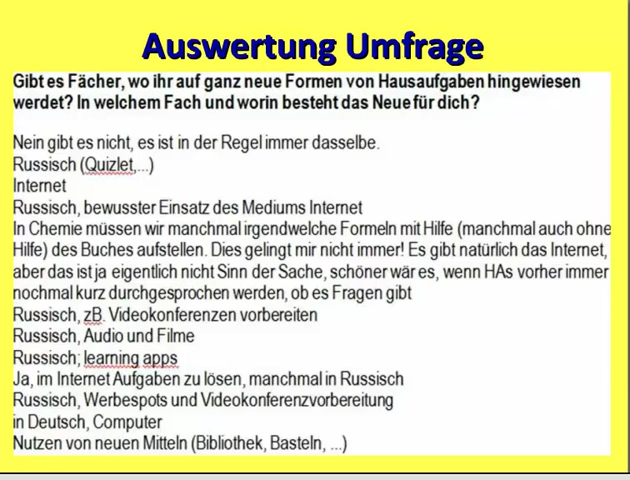 Auswertung Umfrage
Gibt es Fächer, wo ihr auf ganz neue Formen von Hausaufgaben hingewiesen
werdet? In welchem Fach und worin besteht das Neue für dich?
Nein gibt es nicht, es ist in der Regel immer dasselbe.
Russisch (Quizlet,...)
Internet
Russisch, bewusster Einsatz des Mediums Internet
In Chemie müssen wir manchmal irgendwelche Formeln mit Hilfe (manchmal auch ohne
Hilfe) des Buches aufstellen. Dies gelingt mir nicht immer! Es gibt natürlich das Internet,
aber das ist ja eigentlich nicht Sinn der Sache, schöner wär es, wenn HAs vorher immer
nochmal kurz durchgesprochen werden, ob es Fragen gibt
Russisch, zB. Videokonferenzen vorbereiten
Russisch, Audio und Filme
Russisch; learning apps
Ja, im Internet Aufgaben zu lösen, manchmal in Russisch
Russisch, Werbespots und Videokonferenzvorbereitung
in Deutsch, Computer
Nutzen von neuen Mitteln (Bibliothek, Basteln, ...)